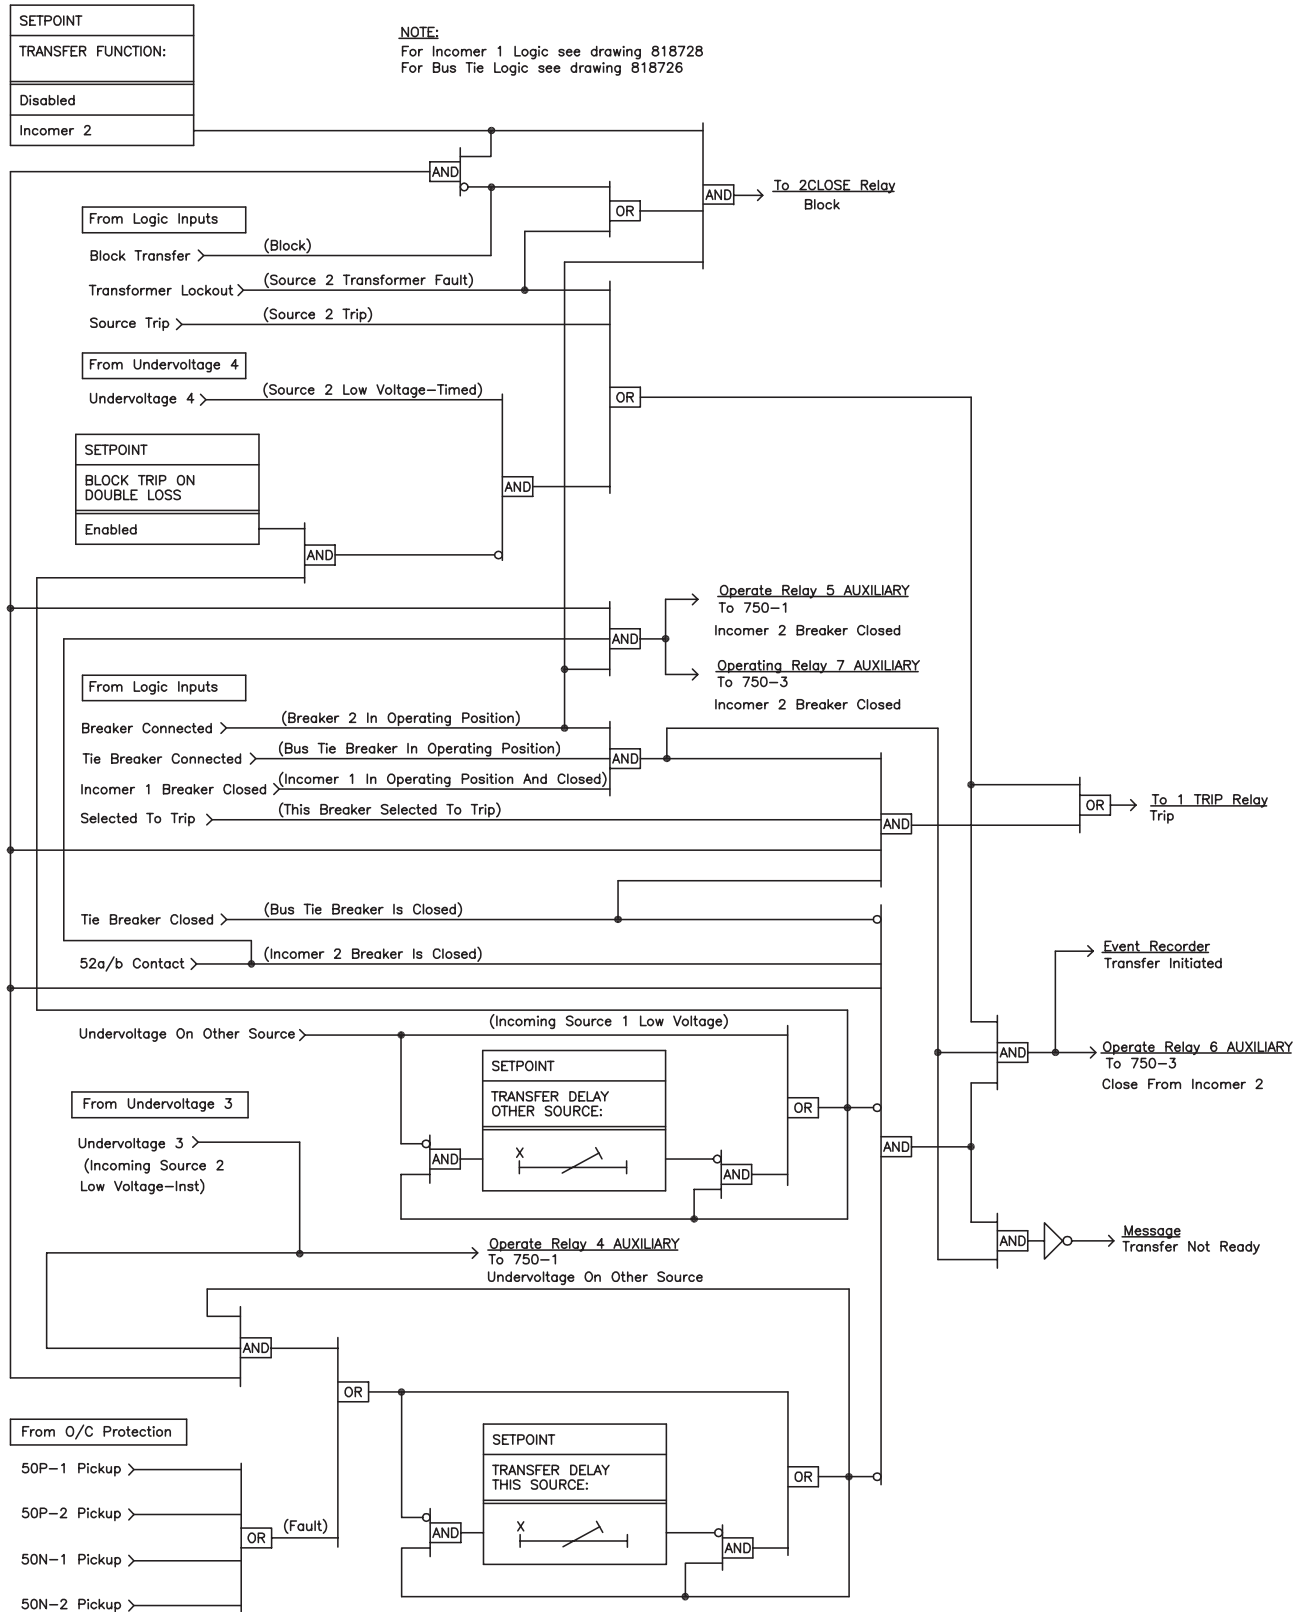 SETPOINT
TRANSFER FUNCTION:
Disabled
Incomer 2
NOTE:
For Incomer 1 Logic see drawing 818728
For Bus Tie Logic see drawing 818726
AND
AND
To 2CLOSE Relay
Block
OR
From Logic Inputs
Block Transfer
(Block)
Transformer Lockout
(Source 2 Transformer Fault)
Source Trip
(Source 2 Trip)
From Undervoltage 4
Undervoltage 4
(Source 2 Low Voltage-Timed)
OR
SETPOINT
BLOCK TRIP ON
DOUBLE LOSS
Enabled
AND
AND
AND
Operate Relay 5 AUXILIARY
To 750-1
Incomer 2 Breaker Closed
Operating Relay 7 AUXILIARY
To 750-3
Incomer 2 Breaker Closed
From Logic Inputs
Breaker Connected
(Breaker 2 In Operating Position)
Tie Breaker Connected
(Bus Tie Breaker In Operating Position)
AND
Incomer 1 Breaker Closed
(Incomer 1 In Operating Position And Closed)
Selected To Trip
(This Breaker Selected To Trip)
AND
OR
To 1 TRIP Relay
Trip
Tie Breaker Closed
(Bus Tie Breaker Is Closed)
52a/b Contact
(Incomer 2 Breaker Is Closed)
Event Recorder
Transfer Initiated
Undervoltage On Other Source
(Incoming Source 1 Low Voltage)
AND
Operate Relay 6 AUXILIARY
To 750-3
Close From Incomer 2
SETPOINT
TRANSFER DELAY
OTHER SOURCE:
X
AND
AND
OR
AND
From Undervoltage 3
Undervoltage 3
(Incoming Source 2
Low Voltage-Inst)
AND
Message
Transfer Not Ready
Operate Relay 4 AUXILIARY
To 750-1
Undervoltage On Other Source
AND
OR
From O/C Protection
50P-1 Pickup
50P-2 Pickup
50N-1 Pickup
50N-2 Pickup
OR
(Fault)
SETPOINT
TRANSFER DELAY
THIS SOURCE:
X
AND
AND
OR